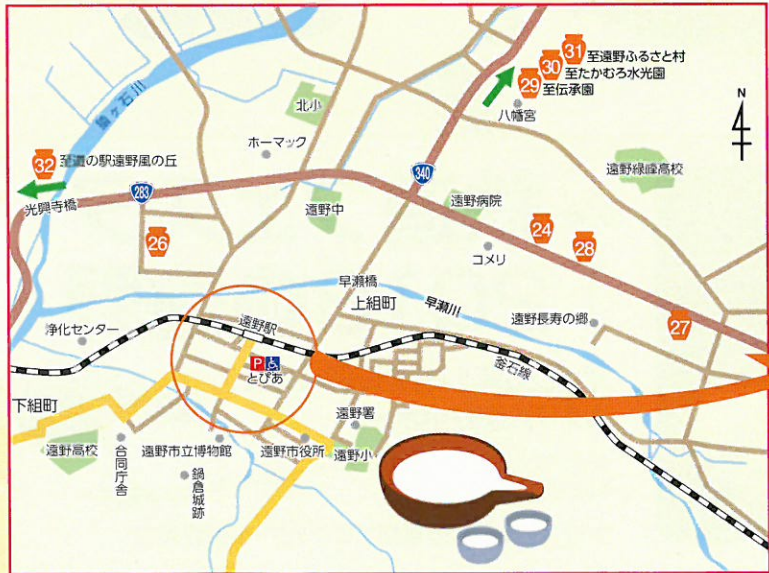 31 至遠野ふるさと村
30 至たかむろ水光園
29 至伝承園
八幡宮
N
猿ヶ石川
北小
ホーマック
32 至道の駅遠野風の丘
283
340
光興寺橋
遠野中
遠野病院
遠野緑峰高校
26
24
28
コメリ
早瀬橋
上組町
早瀬川
遠野長寿の郷
27
浄化センター
遠野駅
P
とぴあ
釜石線
下組町
遠野高校
合同庁舎
遠野市立博物館
鍋倉城跡
遠野市役所
遠野署
遠野小